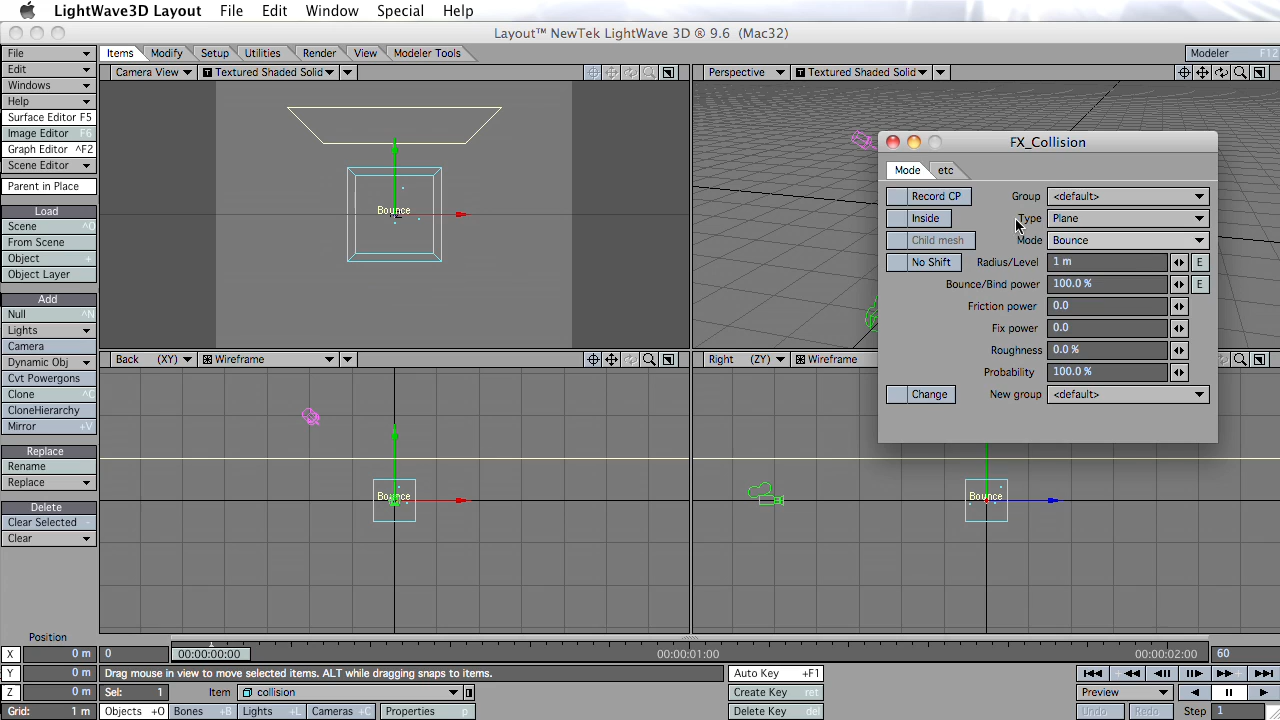 LightWave3D Layout File Edit Window Special Help
Layout™ NewTek LightWave 3D ® 9.6 (Mac32)
File Items Modify Setup Utilities Render View Modeler Tools Modeler F12
Edit Camera View Textured Shaded Solid Perspective Textured Shaded Solid
Windows
Help
Surface Editor F5
Image Editor F6
Graph Editor ^F2
Scene Editor
Parent in Place
Load
Scene ^O
From Scene
Object +
Object Layer
Add
Null ^N
Lights
Camera
Dynamic Obj
Cvt Powergons
Clone ^C
CloneHierarchy
Mirror +V
Replace
Rename
Replace
Delete
Clear Selected -
Clear
Bounce
Back (XY) Wireframe
Bounce
Right (ZY) Wireframe
Bounce
FX_Collision
Mode etc
Record CP Group <default>
Inside Type Plane
Child mesh Mode Bounce
No Shift Radius/Level 1 m E
Bounce/Bind power 100.0 % E
Friction power 0.0
Fix power 0.0
Roughness 0.0 %
Probability 100.0 %
Change New group <default>
Position
X 0 m 0 00:00:00:00 00:00:01:00 00:00:02:00 60
Y 0 m Drag mouse in view to move selected items. ALT while dragging snaps to items. Auto Key +F1
Z 0 m Sel: 1 Item collision Create Key ret Preview
Grid: 1 m Objects +O Bones +B Lights +L Cameras +C Properties p Delete Key del Undo Redo Step 1